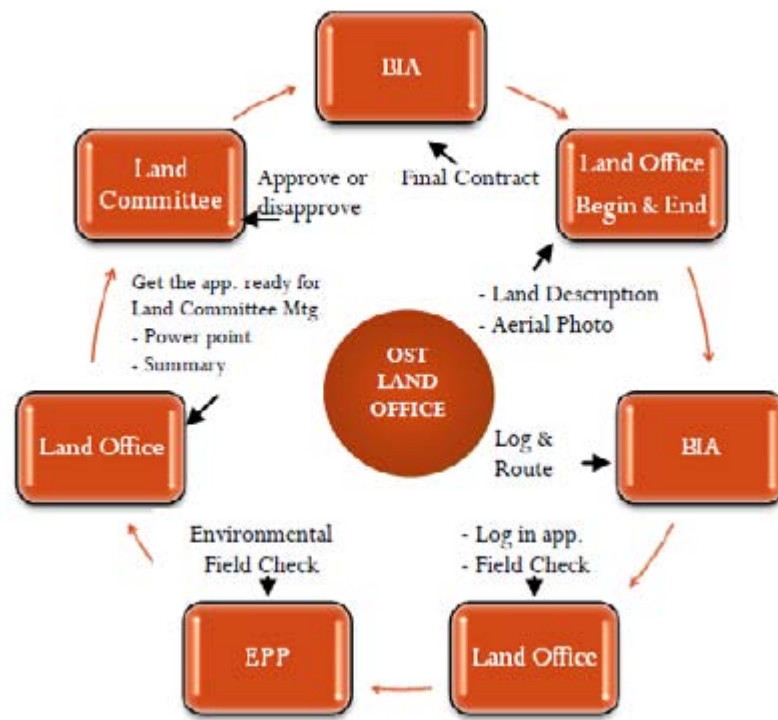 BIA
Land
Committee
Approve or
disapprove
Final Contract
Land Office
Begin & End
Get the app. ready for
Land Committee Mtg
- Power point
- Summary
- Land Description
- Aerial Photo
OST
LAND
OFFICE
Land Office
Log &
Route
BIA
Environmental
Field Check
- Log in app.
- Field Check
EPP
Land Office